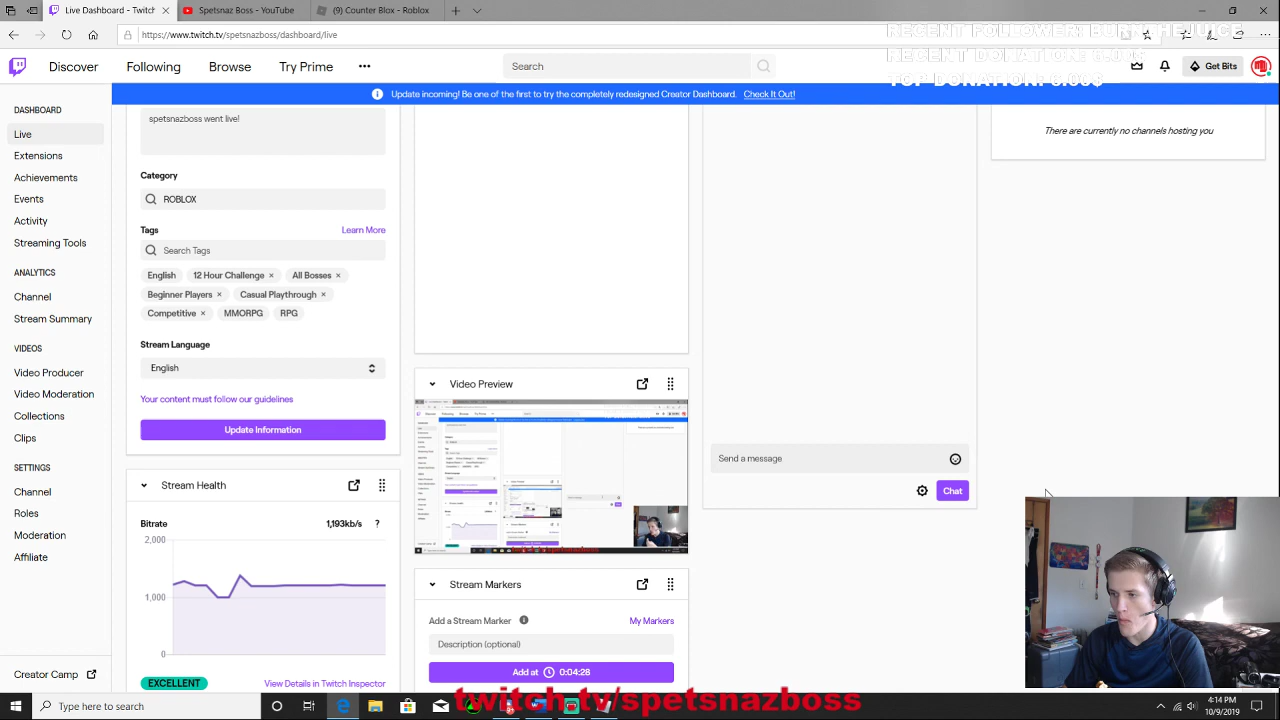 Live Dashboard - Twitch
Spetsnaz Boss - YouTube
(9) Counter Blox - Roblox
https://www.twitch.tv/spetsnazboss/dashboard/live
RECENT FOLLOWER: BURNTHEJUICE
RECENT DONATION:
TOP DONATION:
Discover
Following
Browse
Try Prime
Search
Get Bits
Update incoming! Be one of the first to try the completely redesigned Creator Dashboard. Check It Out!
DASHBOARD
Live
Extensions
Achievements
Events
Activity
Streaming Tools
ANALYTICS
Channel
Stream Summary
VIDEOS
Video Producer
Video Moderation
Collections
Clips
SETTINGS
Channel
Roles
Moderation
Affiliate
Creator Camp
spetsnazboss went live!
Category
ROBLOX
Tags
Learn More
Search Tags
English
12 Hour Challenge ×
All Bosses ×
Beginner Players ×
Casual Playthrough ×
Competitive ×
MMORPG
RPG
Stream Language
English
Your content must follow our guidelines
Update Information
Stream Health
Bitrate
1,193kb/s
?
2,000
1,000
0
EXCELLENT
View Details in Twitch Inspector
Video Preview
Stream Markers
Add a Stream Marker
My Markers
Description (optional)
Add at 0:04:28
Send a message
Chat
There are currently no channels hosting you
twitch.tv/spetsnazboss
Type here to search
4:14 PM
10/9/2019